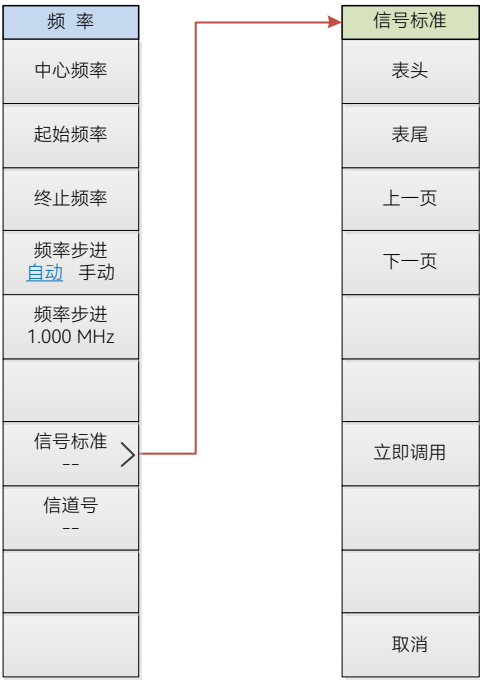 频 率
中心频率
起始频率
终止频率
频率步进
自动 手动
频率步进
1.000 MHz
信号标准
--
信道号
--
信号标准
表头
表尾
上一页
下一页
立即调用
取消